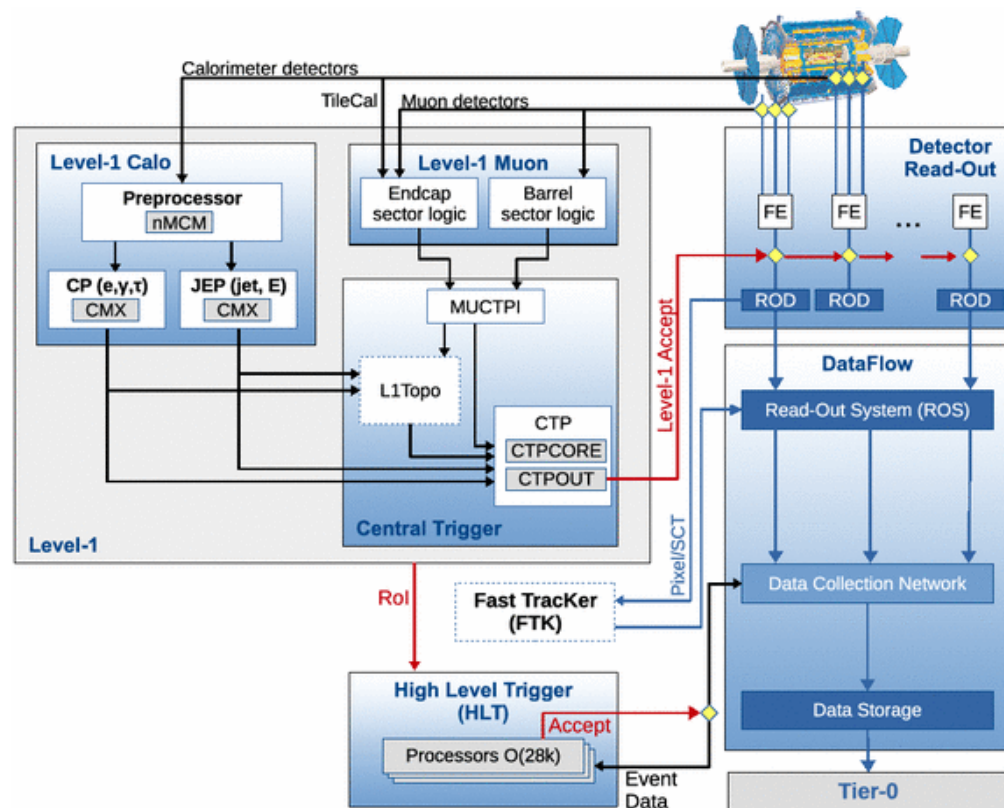 Calorimeter detectors
TileCal
Muon detectors
Level-1 Calo
Preprocessor
nMCM
CP (e,γ,τ)
CMX
JEP (jet, E)
CMX
Level-1 Muon
Endcap
sector logic
Barrel
sector logic
MUCTPI
L1Topo
CTP
CTPCORE
CTPOUT
Central Trigger
Level-1
Level-1 Accept
Detector
Read-Out
FE
FE
...
FE
ROD
ROD
ROD
DataFlow
Read-Out System (ROS)
Data Collection Network
Data Storage
Tier-0
Pixel/SCT
Fast TracKer
(FTK)
RoI
High Level Trigger
(HLT)
Accept
Processors O(28k)
Event
Data